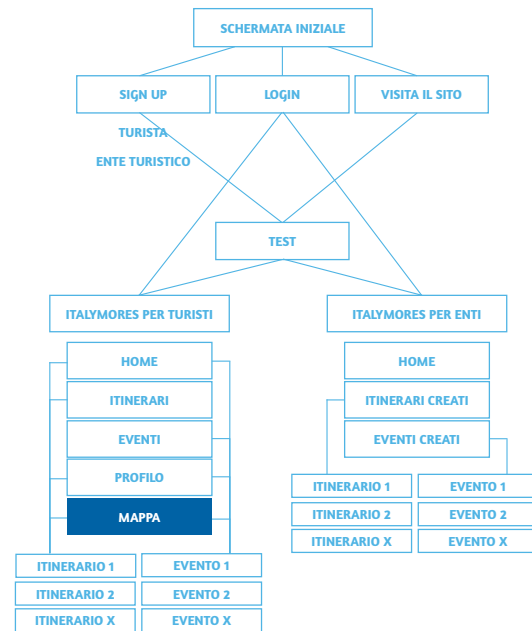 SCHERMATA INIZIALE
SIGN UP
LOGIN
VISITA IL SITO
TURISTA
ENTE TURISTICO
TEST
ITALYMORES PER TURISTI
ITALYMORES PER ENTI
HOME
HOME
ITINERARI
ITINERARI CREATI
EVENTI
EVENTI CREATI
PROFILO
ITINERARIO 1
EVENTO 1
MAPPA
ITINERARIO 2
EVENTO 2
ITINERARIO X
EVENTO X
ITINERARIO 1
EVENTO 1
ITINERARIO 2
EVENTO 2
ITINERARIO X
EVENTO X